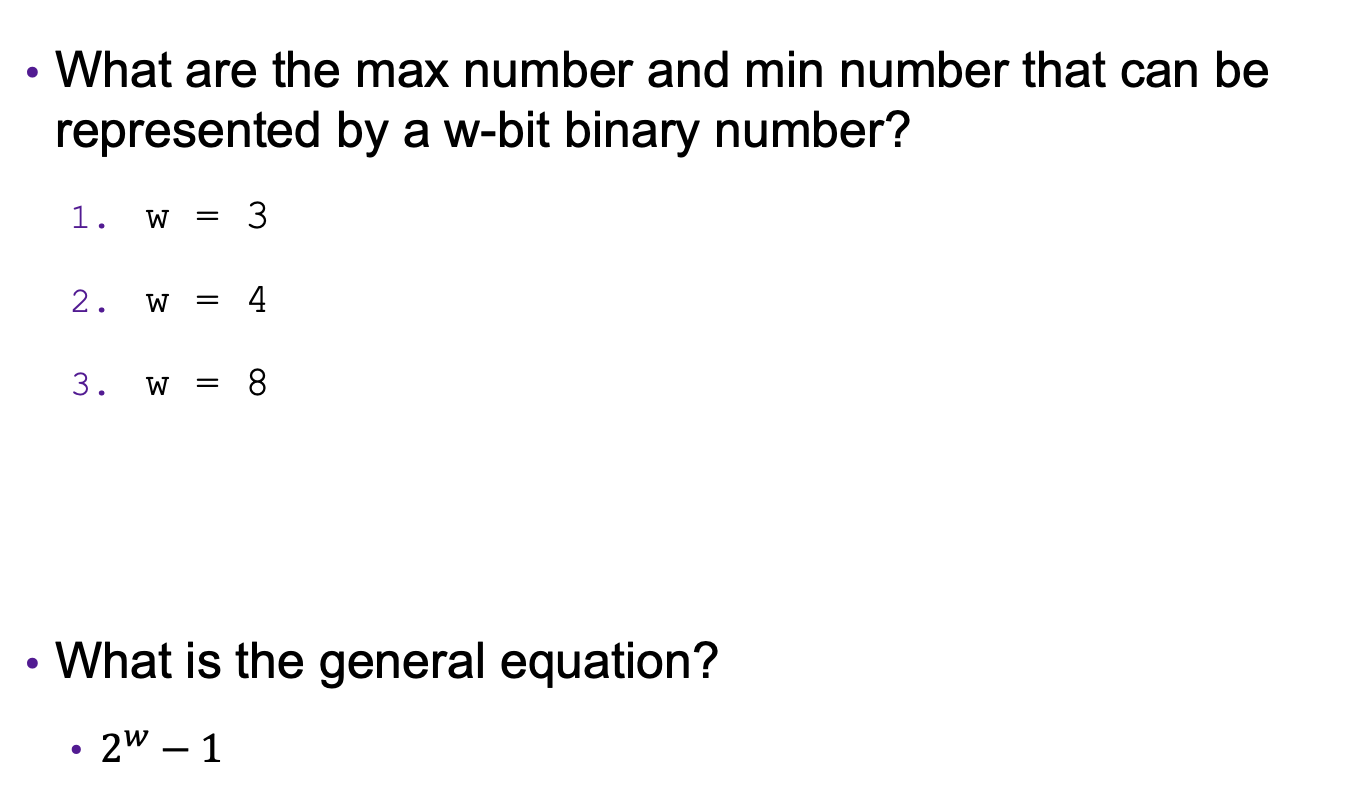 • What are the max number and min number that can be
represented by a w-bit binary number?
1. w = 3
2. w = 4
3. w = 8
• What is the general equation?
• 2ʷ − 1